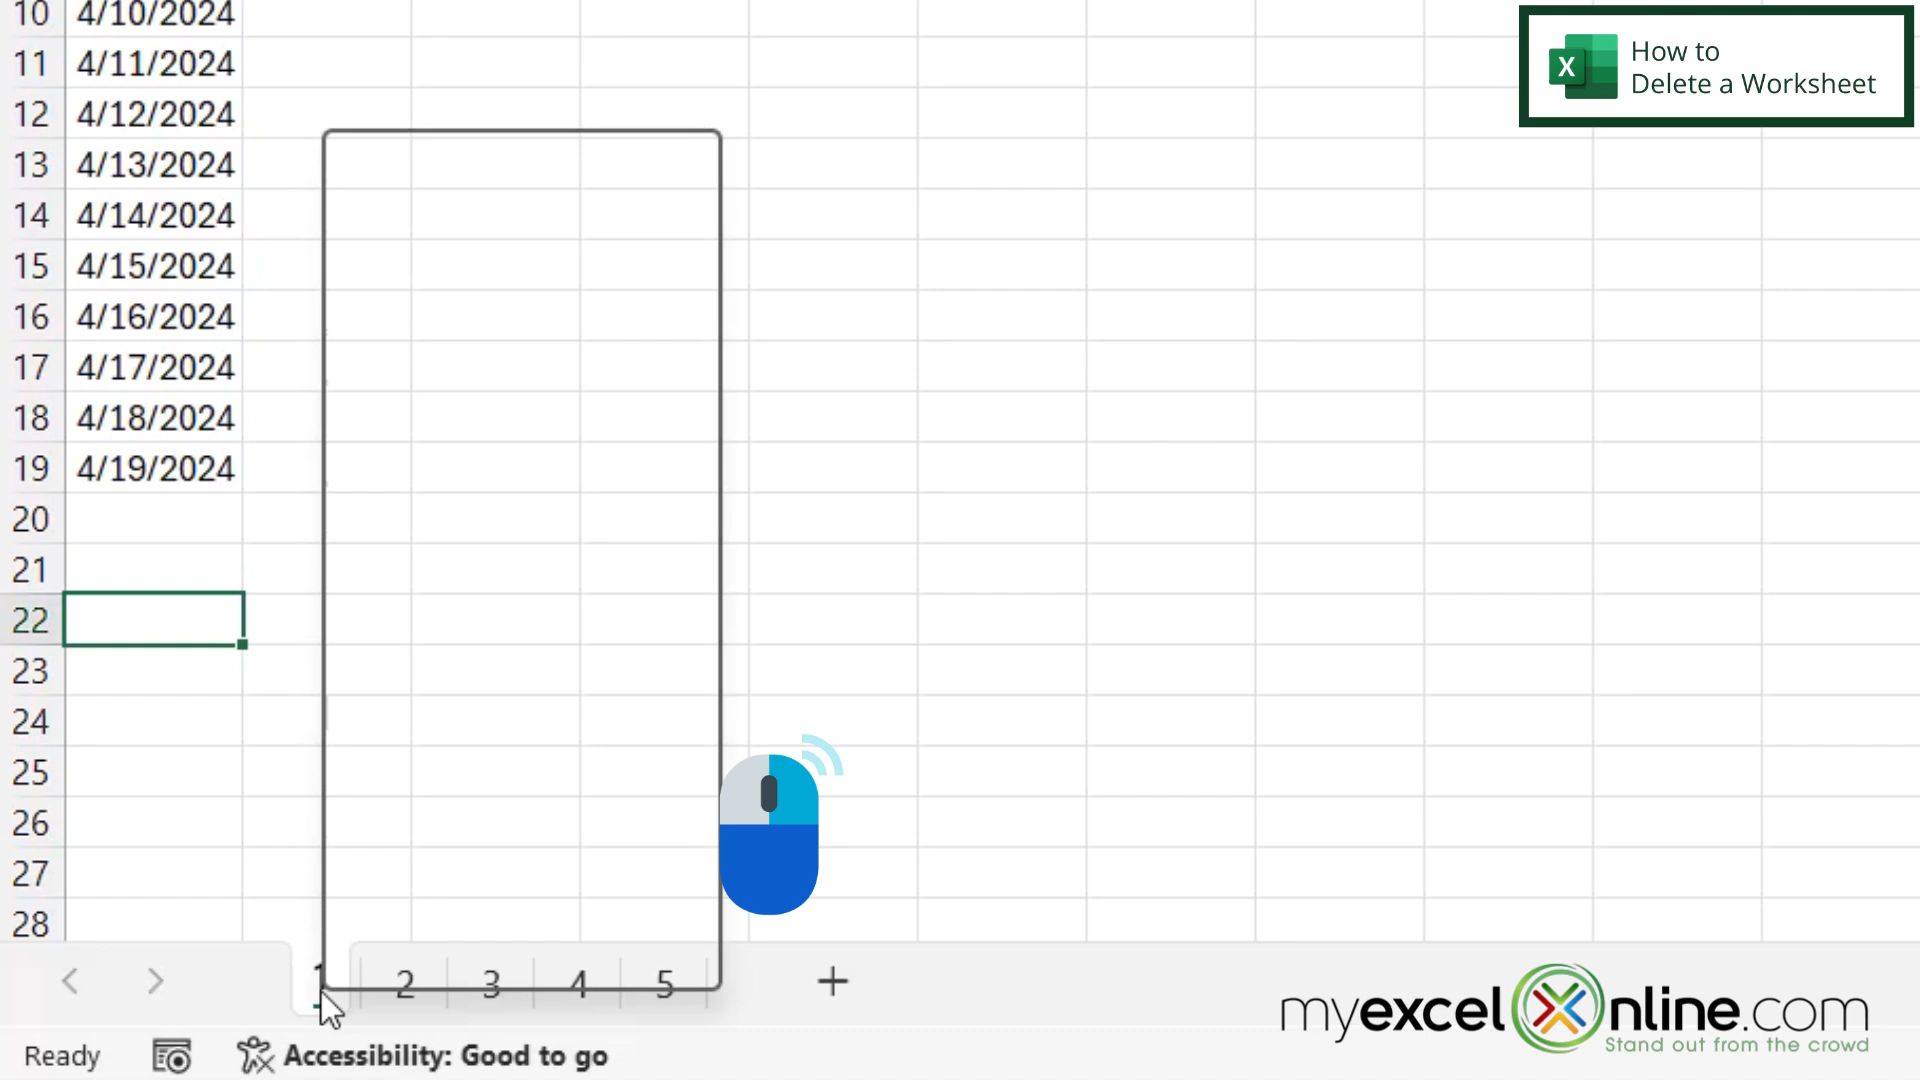 10 4/10/2024
11 4/11/2024
12 4/12/2024
13 4/13/2024
14 4/14/2024
15 4/15/2024
16 4/16/2024
17 4/17/2024
18 4/18/2024
19 4/19/2024
20
21
22
23
24
25
26
27
28
X
How to
Delete a Worksheet
1 2 3 4 5 +
Ready
Accessibility: Good to go
myexcelOnline.com
Stand out from the crowd